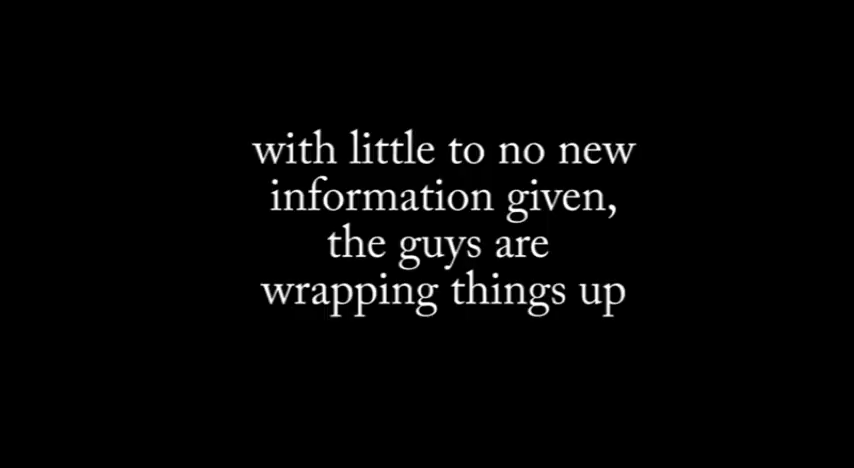 with little to no new
information given,
the guys are
wrapping things up